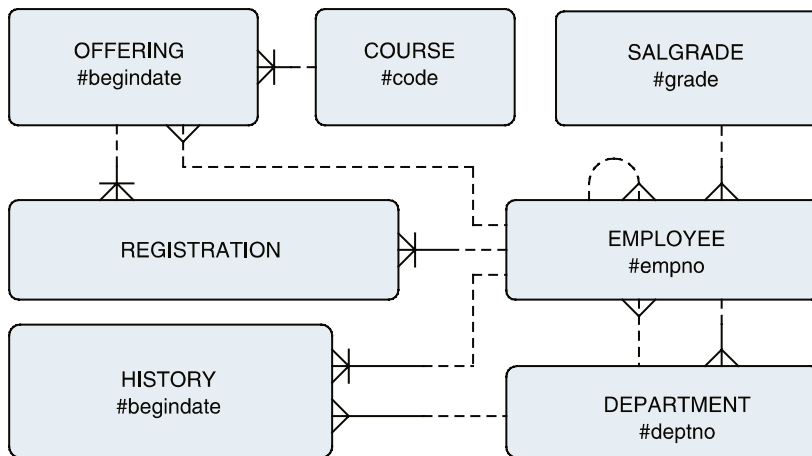 OFFERING
#begindate
COURSE
#code
SALGRADE
#grade
REGISTRATION
EMPLOYEE
#empno
HISTORY
#begindate
DEPARTMENT
#deptno